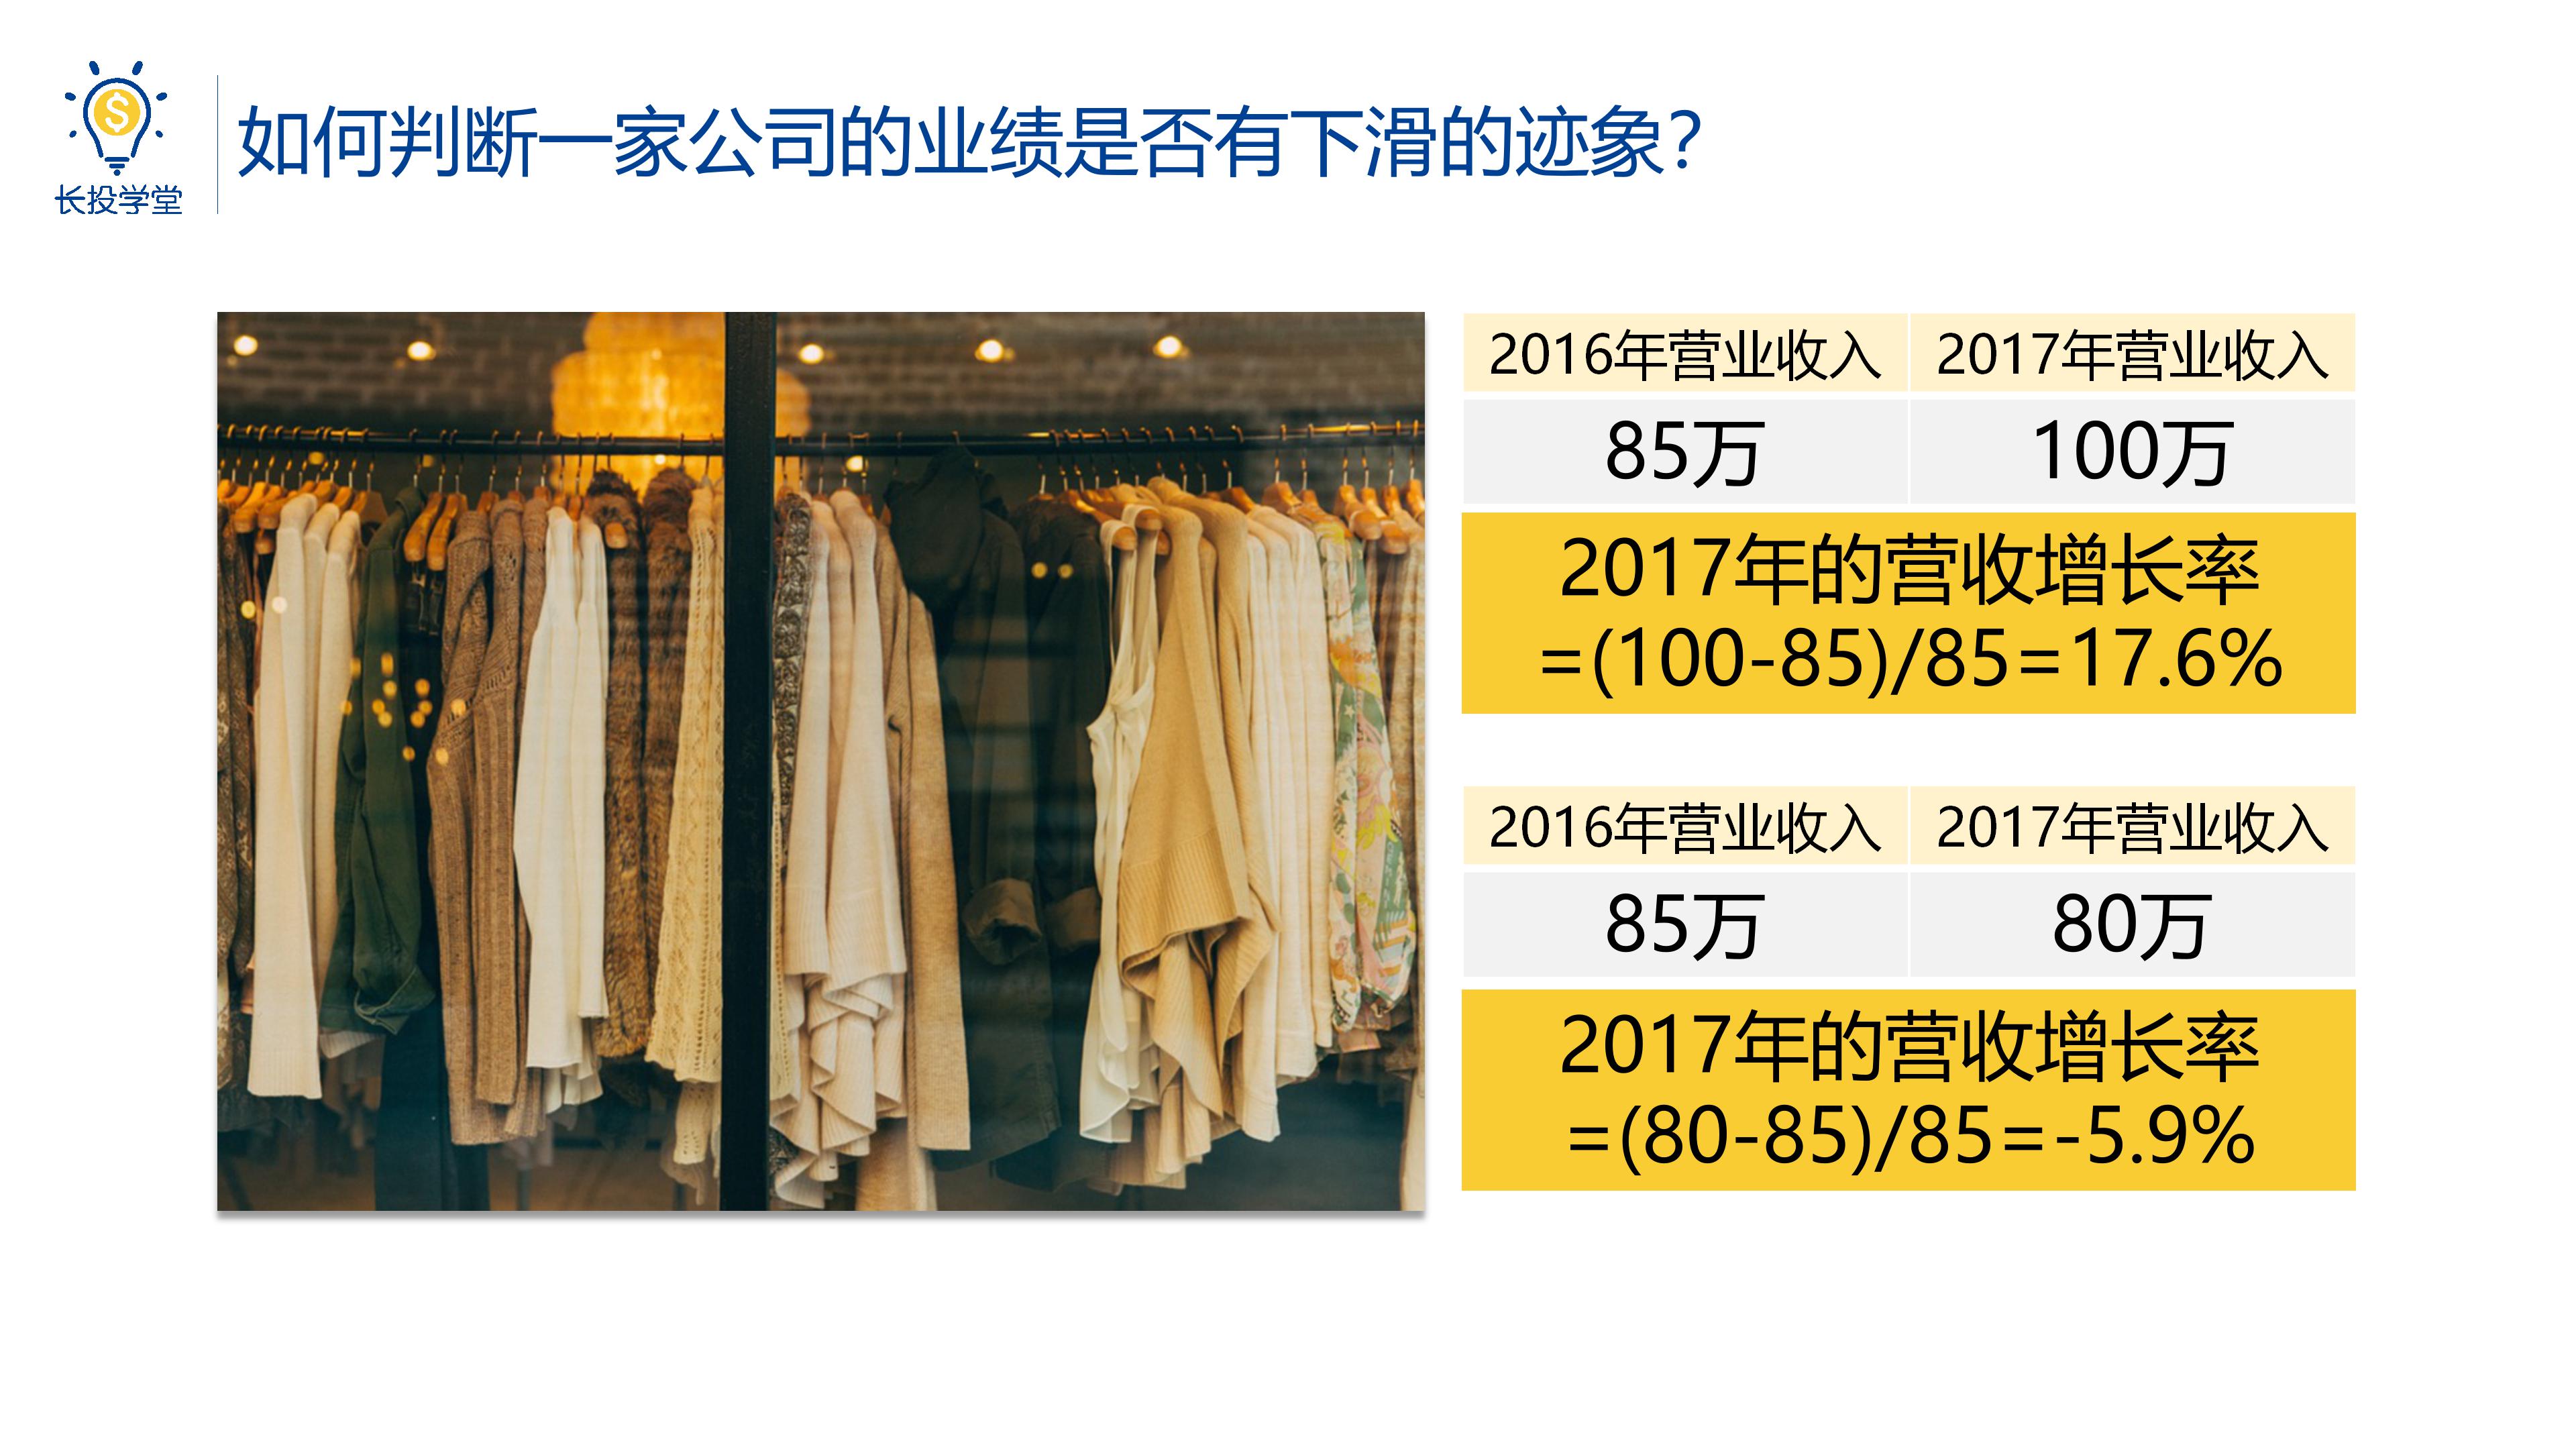 长投学堂
如何判断一家公司的业绩是否有下滑的迹象？
2016年营业收入 2017年营业收入
85万 100万
2017年的营收增长率
=(100-85)/85=17.6%
2016年营业收入 2017年营业收入
85万 80万
2017年的营收增长率
=(80-85)/85=-5.9%